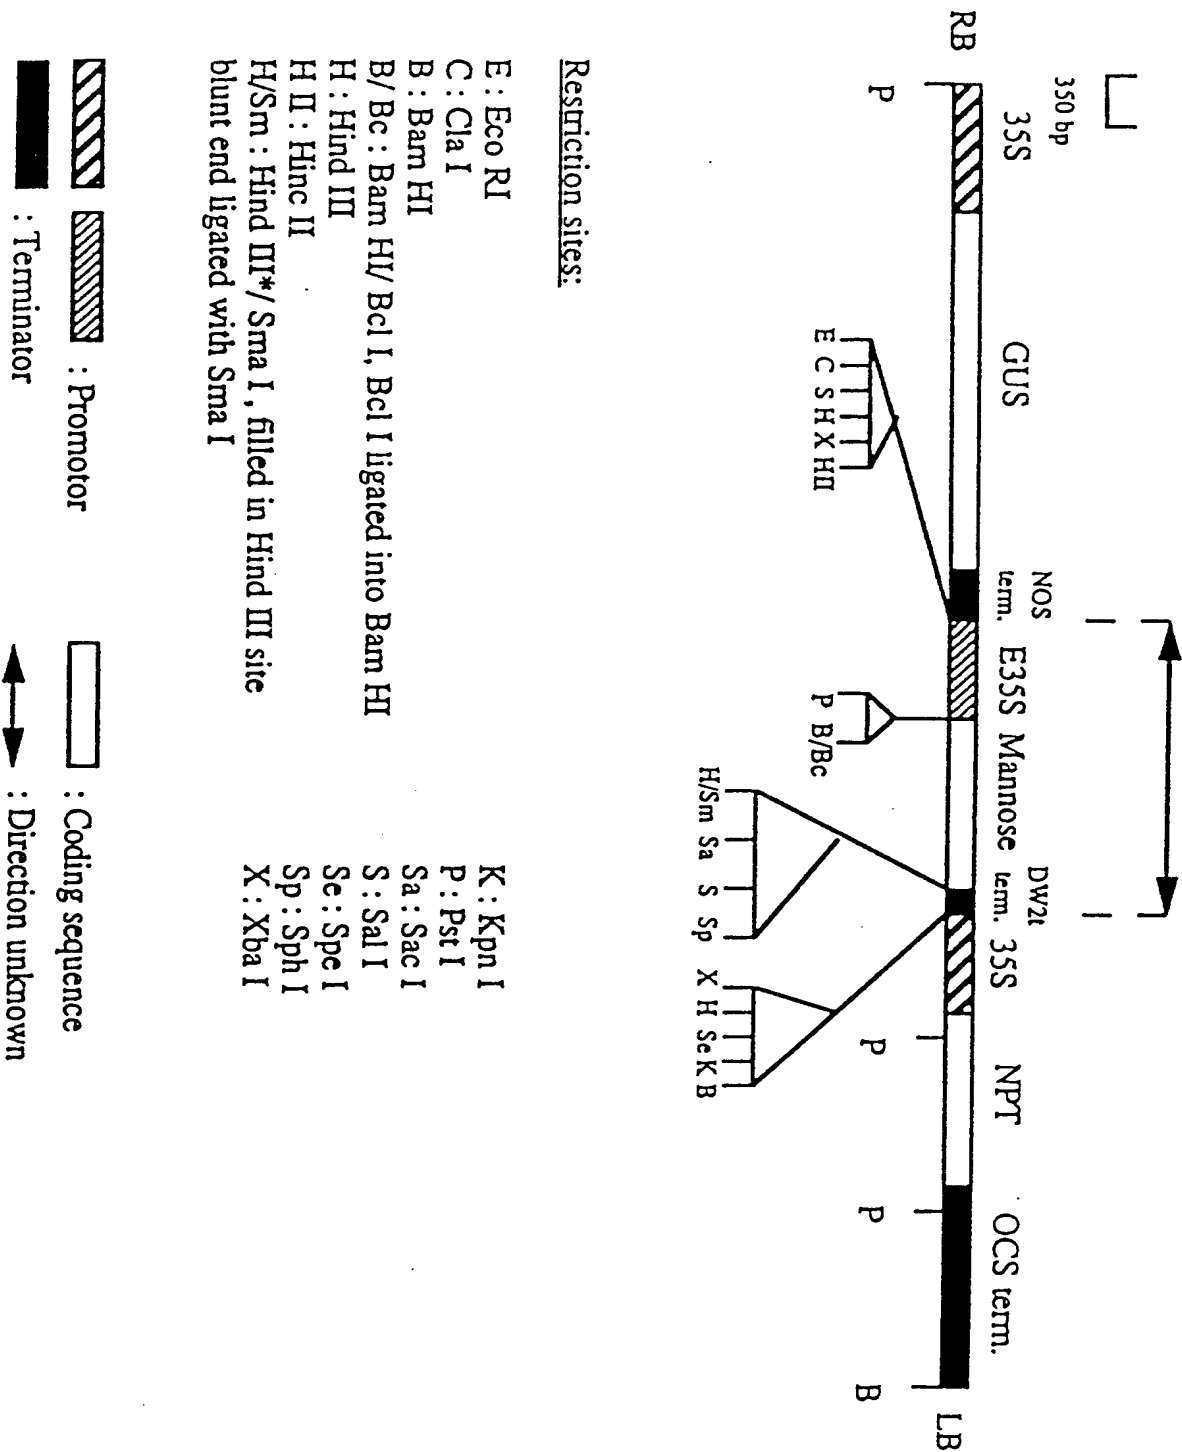 350 bp
RB
35S
GUS
NOS
term.
E35S
Mannose
DW2t
term.
35S
NPT
OCS term.
LB
P
E C S H X HII
P B/Bc
H/Sm Sa S Sp
X H Se K B
P
P
B
Restriction sites:
E : Eco RI
C : Cla I
B : Bam HI
B/ Bc : Bam HI/ Bcl I, Bcl I ligated into Bam HI
H : Hind III
H II : Hinc II
H/Sm : Hind III*/ Sma I , filled in Hind III site
blunt end ligated with Sma I
K : Kpn I
P : Pst I
Sa : Sac I
S : Sal I
Se : Spe I
Sp : Sph I
X : Xba I
: Promotor
: Coding sequence
: Terminator
: Direction unknown